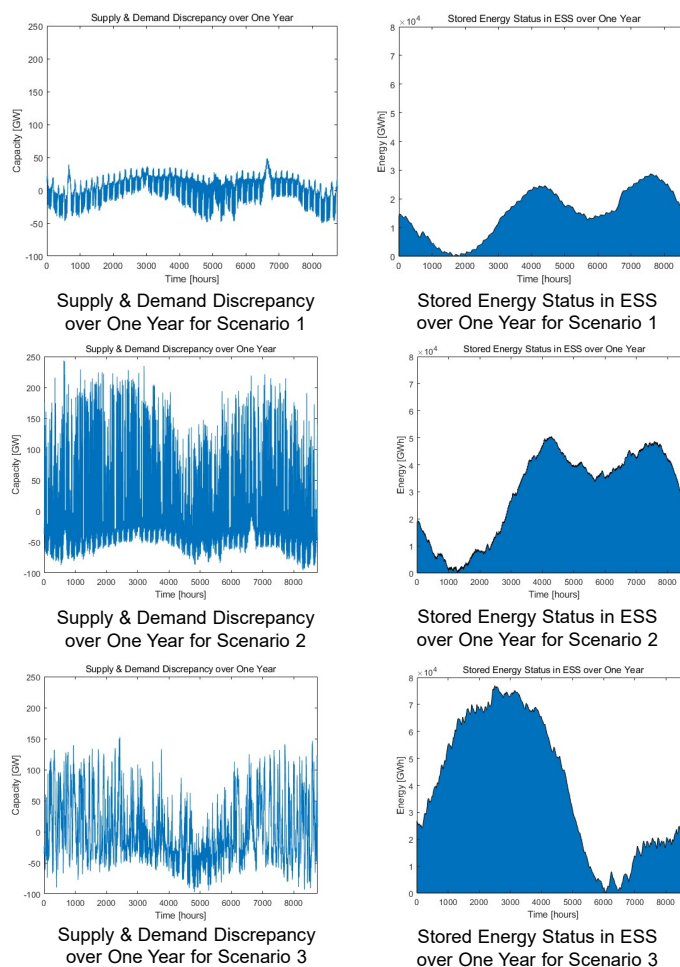 Supply & Demand Discrepancy over One Year
250
200
150
100
50
0
-50
-100
Capacity [GW]
0 1000 2000 3000 4000 5000 6000 7000 8000
Time [hours]
Supply & Demand Discrepancy
over One Year for Scenario 1
Stored Energy Status in ESS over One Year
×10⁴
8
7
6
5
4
3
2
1
0
Energy [GWh]
0 1000 2000 3000 4000 5000 6000 7000 8000
Time [hours]
Stored Energy Status in ESS
over One Year for Scenario 1
Supply & Demand Discrepancy over One Year
250
200
150
100
50
0
-50
-100
Capacity [GW]
0 1000 2000 3000 4000 5000 6000 7000 8000
Time [hours]
Supply & Demand Discrepancy
over One Year for Scenario 2
Stored Energy Status in ESS over One Year
×10⁴
8
7
6
5
4
3
2
1
0
Energy [GWh]
0 1000 2000 3000 4000 5000 6000 7000 8000
Time [hours]
Stored Energy Status in ESS
over One Year for Scenario 2
Supply & Demand Discrepancy over One Year
250
200
150
100
50
0
-50
-100
Capacity [GW]
0 1000 2000 3000 4000 5000 6000 7000 8000
Time [hours]
Supply & Demand Discrepancy
over One Year for Scenario 3
Stored Energy Status in ESS over One Year
×10⁴
8
7
6
5
4
3
2
1
0
Energy [GWh]
0 1000 2000 3000 4000 5000 6000 7000 8000
Time [hours]
Stored Energy Status in ESS
over One Year for Scenario 3